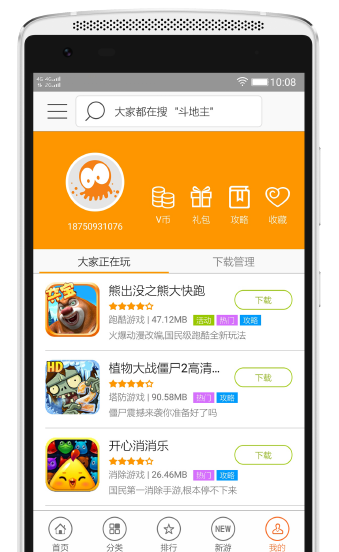 4G 4G
2G
10:08
大家都在搜 "斗地主"
18750931076
V币
礼包
攻略
收藏
大家正在玩
下载管理
夺宝
熊出没之熊大快跑
下载
跑酷游戏 | 47.12MB 活动 热门 攻略
火爆动漫改编,国民级跑酷全新玩法
HD
植物大战僵尸2高清...
下载
塔防游戏 | 61.21MB 热门 攻略
僵尸震撼来袭你准备好了吗
开心消消乐
下载
消除游戏 | 26.46MB 热门 攻略
国民第一消除手游,根本停不下来
首页
分类
排行
NEW
新游
我的